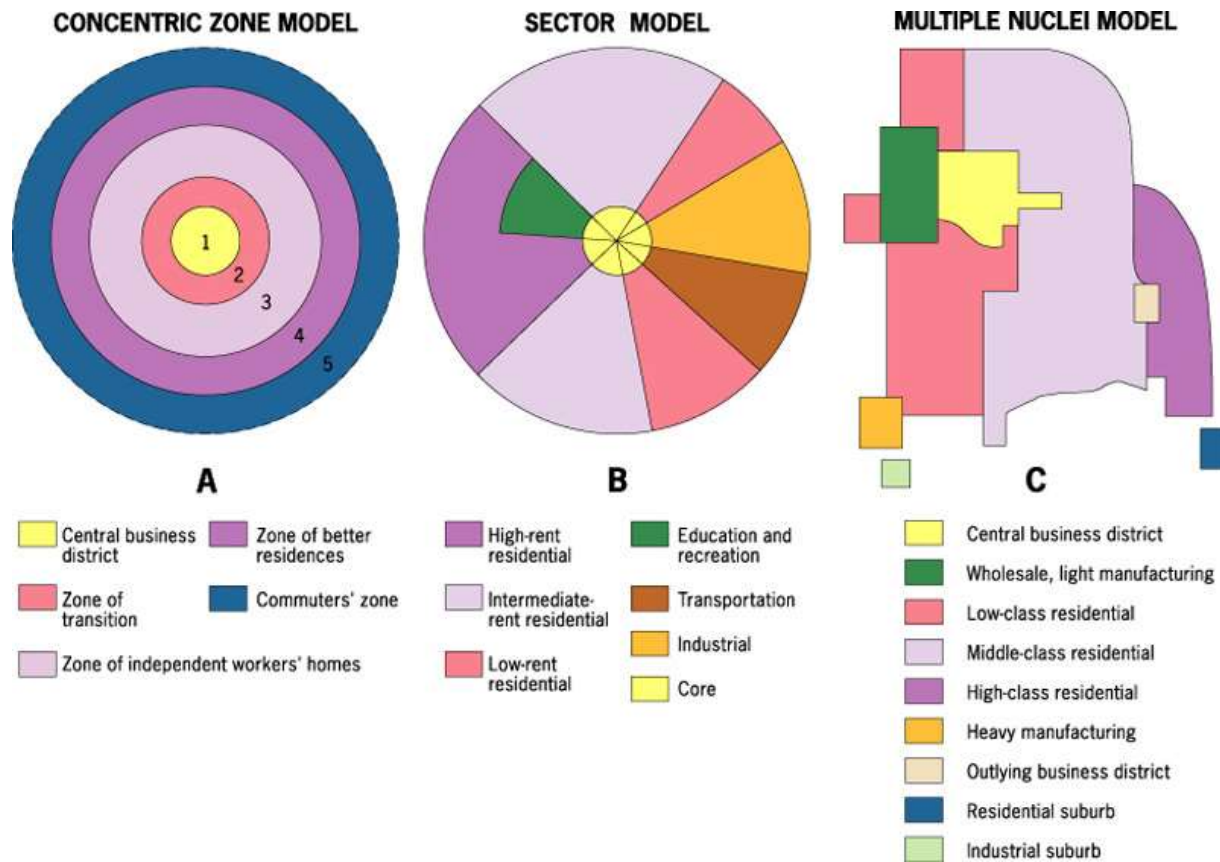 CONCENTRIC ZONE MODEL
SECTOR MODEL
MULTIPLE NUCLEI MODEL
1
2
3
4
5
A
B
C
Central business
district
Zone of better
residences
Zone of
transition
Commuters' zone
Zone of independent workers' homes
High-rent
residential
Education and
recreation
Intermediate-
rent residential
Transportation
Industrial
Low-rent
residential
Core
Central business district
Wholesale, light manufacturing
Low-class residential
Middle-class residential
High-class residential
Heavy manufacturing
Outlying business district
Residential suburb
Industrial suburb